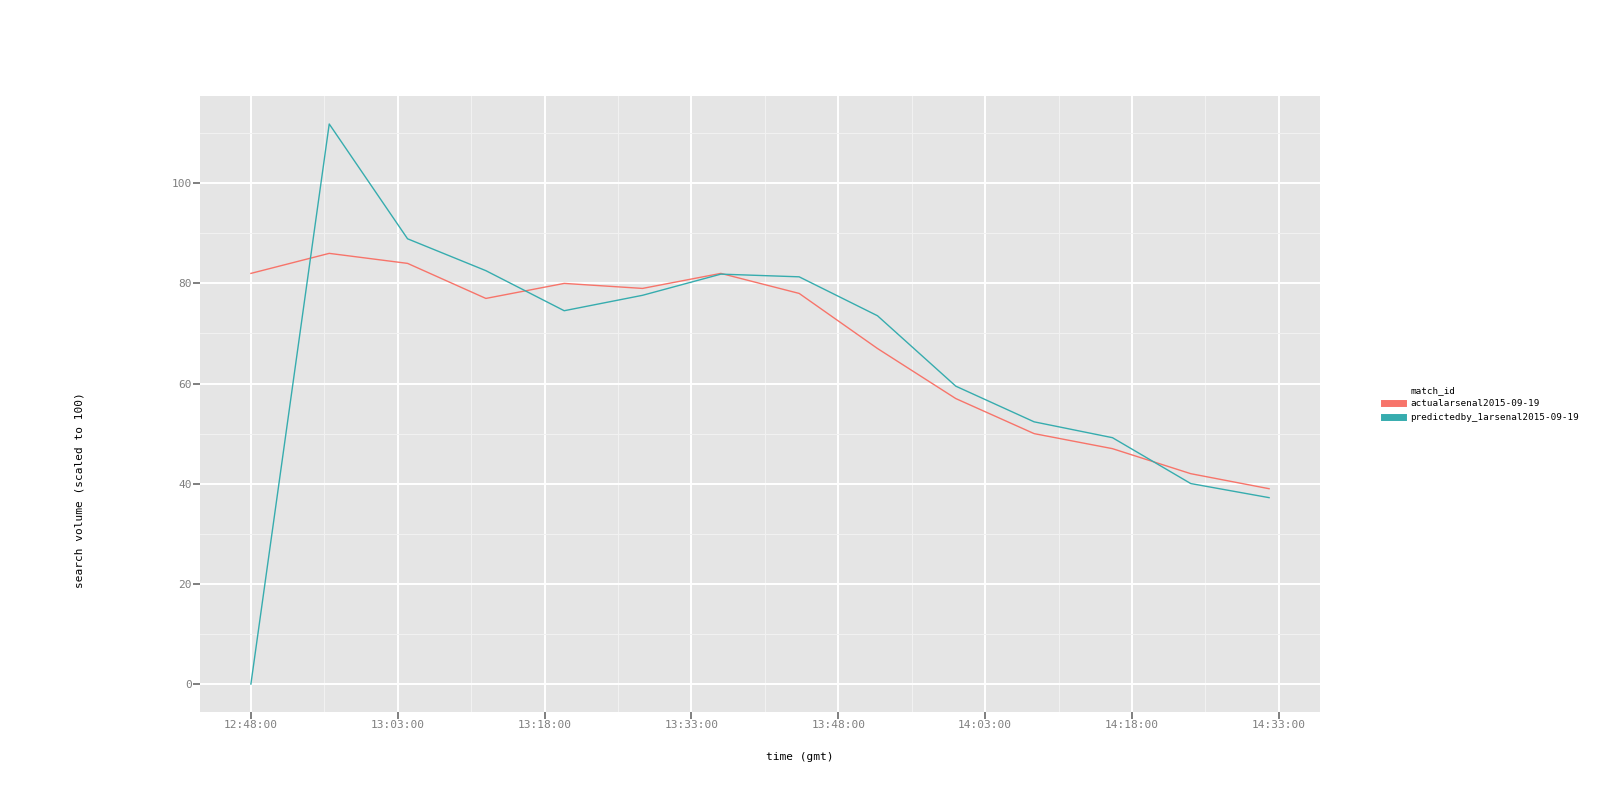 100
80
60
40
20
0
search volume (scaled to 100)
12:48:00 13:03:00 13:18:00 13:33:00 13:48:00 14:03:00 14:18:00 14:33:00
time (gmt)
match_id
actualarsenal2015-09-19
predictedby_1arsenal2015-09-19